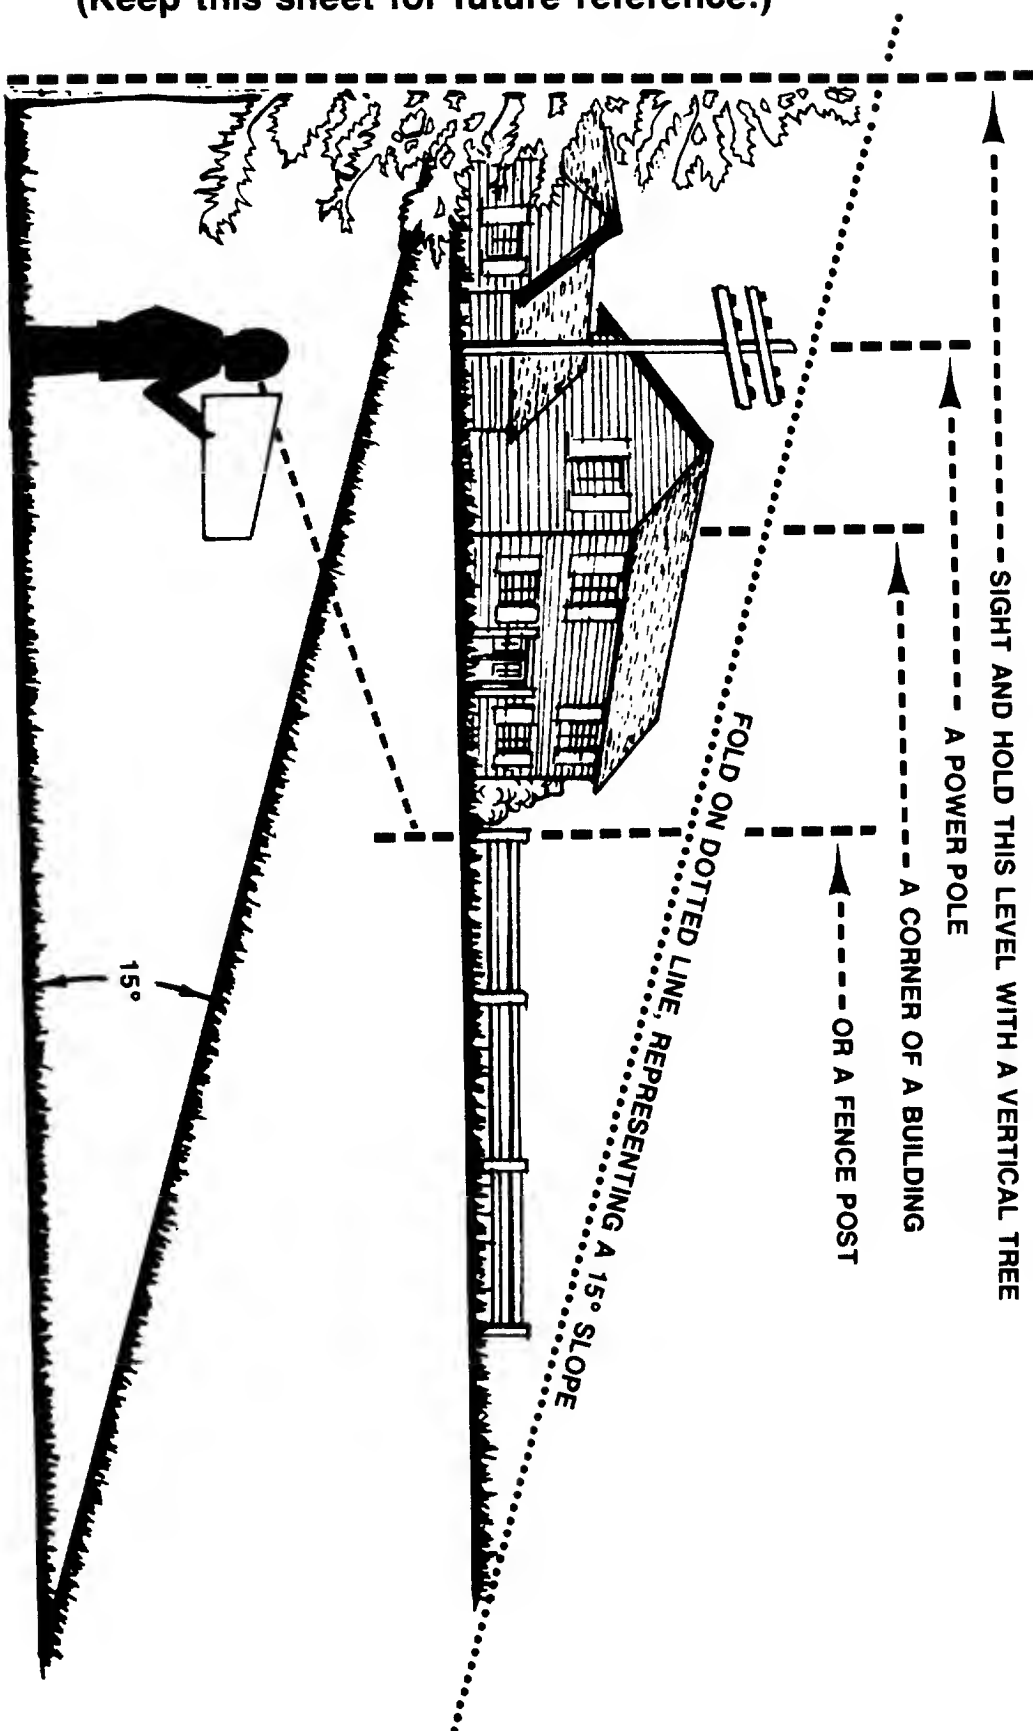 (Keep this sheet for future reference.)
SIGHT AND HOLD THIS LEVEL WITH A VERTICAL TREE
A POWER POLE
A CORNER OF A BUILDING
OR A FENCE POST
FOLD ON DOTTED LINE, REPRESENTING A 15° SLOPE
15°